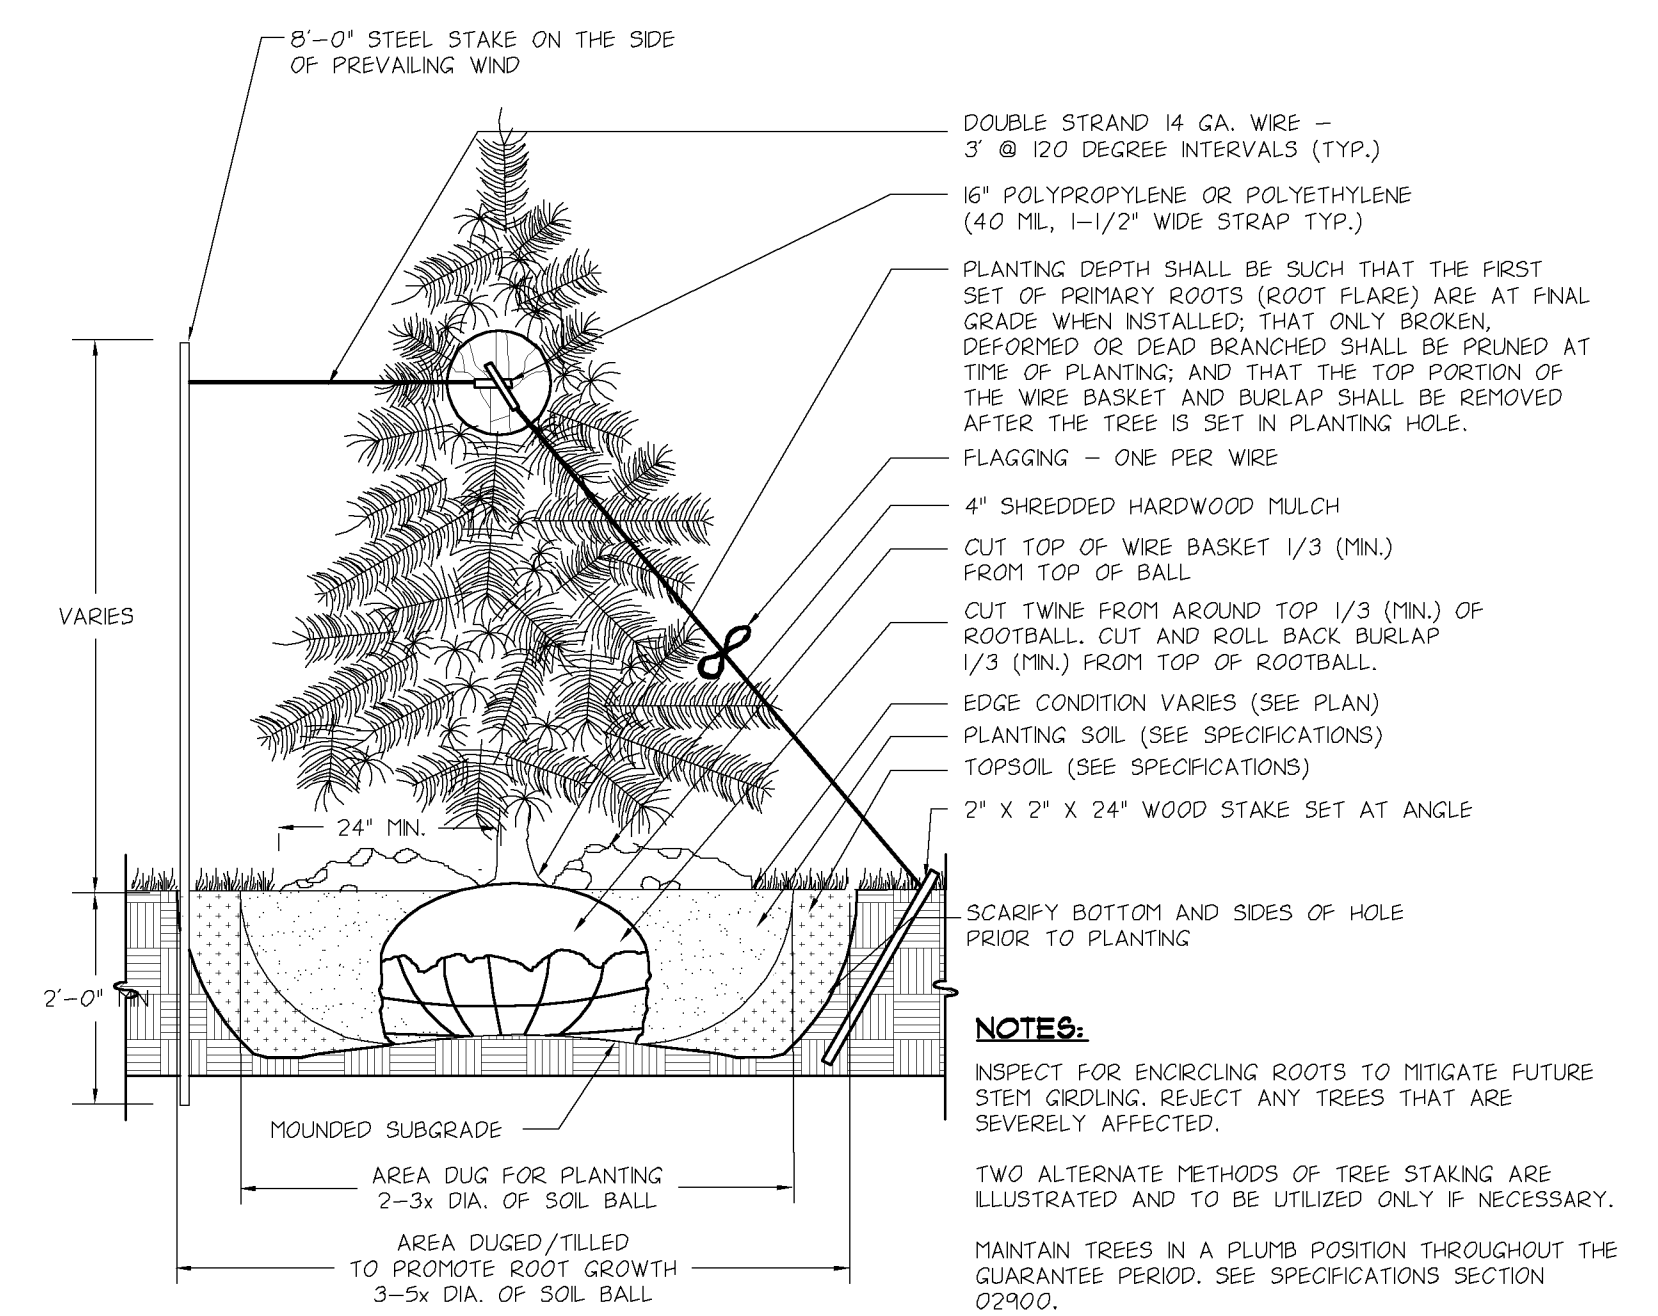 8'-0" STEEL STAKE ON THE SIDE
OF PREVAILING WIND
DOUBLE STRAND 14 GA. WIRE –
3' @ 120 DEGREE INTERVALS (TYP.)
16" POLYPROPYLENE OR POLYETHYLENE
(40 MIL, 1-1/2" WIDE STRAP TYP.)
PLANTING DEPTH SHALL BE SUCH THAT THE FIRST
SET OF PRIMARY ROOTS (ROOT FLARE) ARE AT FINAL
GRADE WHEN INSTALLED; THAT ONLY BROKEN,
DEFORMED OR DEAD BRANCHED SHALL BE PRUNED AT
TIME OF PLANTING; AND THAT THE TOP PORTION OF
THE WIRE BASKET AND BURLAP SHALL BE REMOVED
AFTER THE TREE IS SET IN PLANTING HOLE.
FLAGGING – ONE PER WIRE
4" SHREDDED HARDWOOD MULCH
CUT TOP OF WIRE BASKET 1/3 (MIN.)
FROM TOP OF BALL
CUT TWINE FROM AROUND TOP 1/3 (MIN.) OF
ROOTBALL. CUT AND ROLL BACK BURLAP
1/3 (MIN.) FROM TOP OF ROOTBALL.
EDGE CONDITION VARIES (SEE PLAN)
PLANTING SOIL (SEE SPECIFICATIONS)
TOPSOIL (SEE SPECIFICATIONS)
2" X 2" X 24" WOOD STAKE SET AT ANGLE
SCARIFY BOTTOM AND SIDES OF HOLE
PRIOR TO PLANTING
VARIES
24" MIN.
2'-0" MIN
MOUNDED SUBGRADE
AREA DUG FOR PLANTING
2-3x DIA. OF SOIL BALL
AREA DUGED/TILLED
TO PROMOTE ROOT GROWTH
3-5x DIA. OF SOIL BALL
NOTES:
INSPECT FOR ENCIRCLING ROOTS TO MITIGATE FUTURE
STEM GIRDLING. REJECT ANY TREES THAT ARE
SEVERELY AFFECTED.
TWO ALTERNATE METHODS OF TREE STAKING ARE
ILLUSTRATED AND TO BE UTILIZED ONLY IF NECESSARY.
MAINTAIN TREES IN A PLUMB POSITION THROUGHOUT THE
GUARANTEE PERIOD. SEE SPECIFICATIONS SECTION
02900.